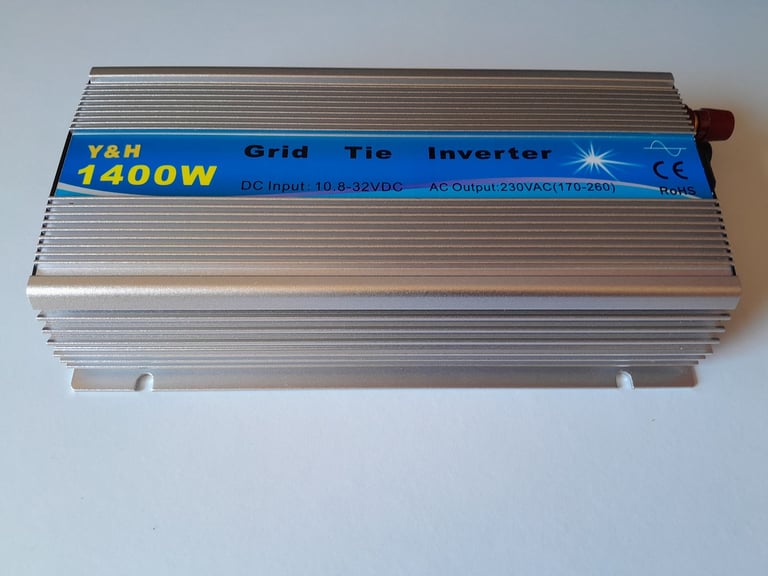 Y&H
1400W
Grid Tie Inverter
DC Input: 10.8-32VDC AC Output:230VAC(170-260)
CE
RoHS